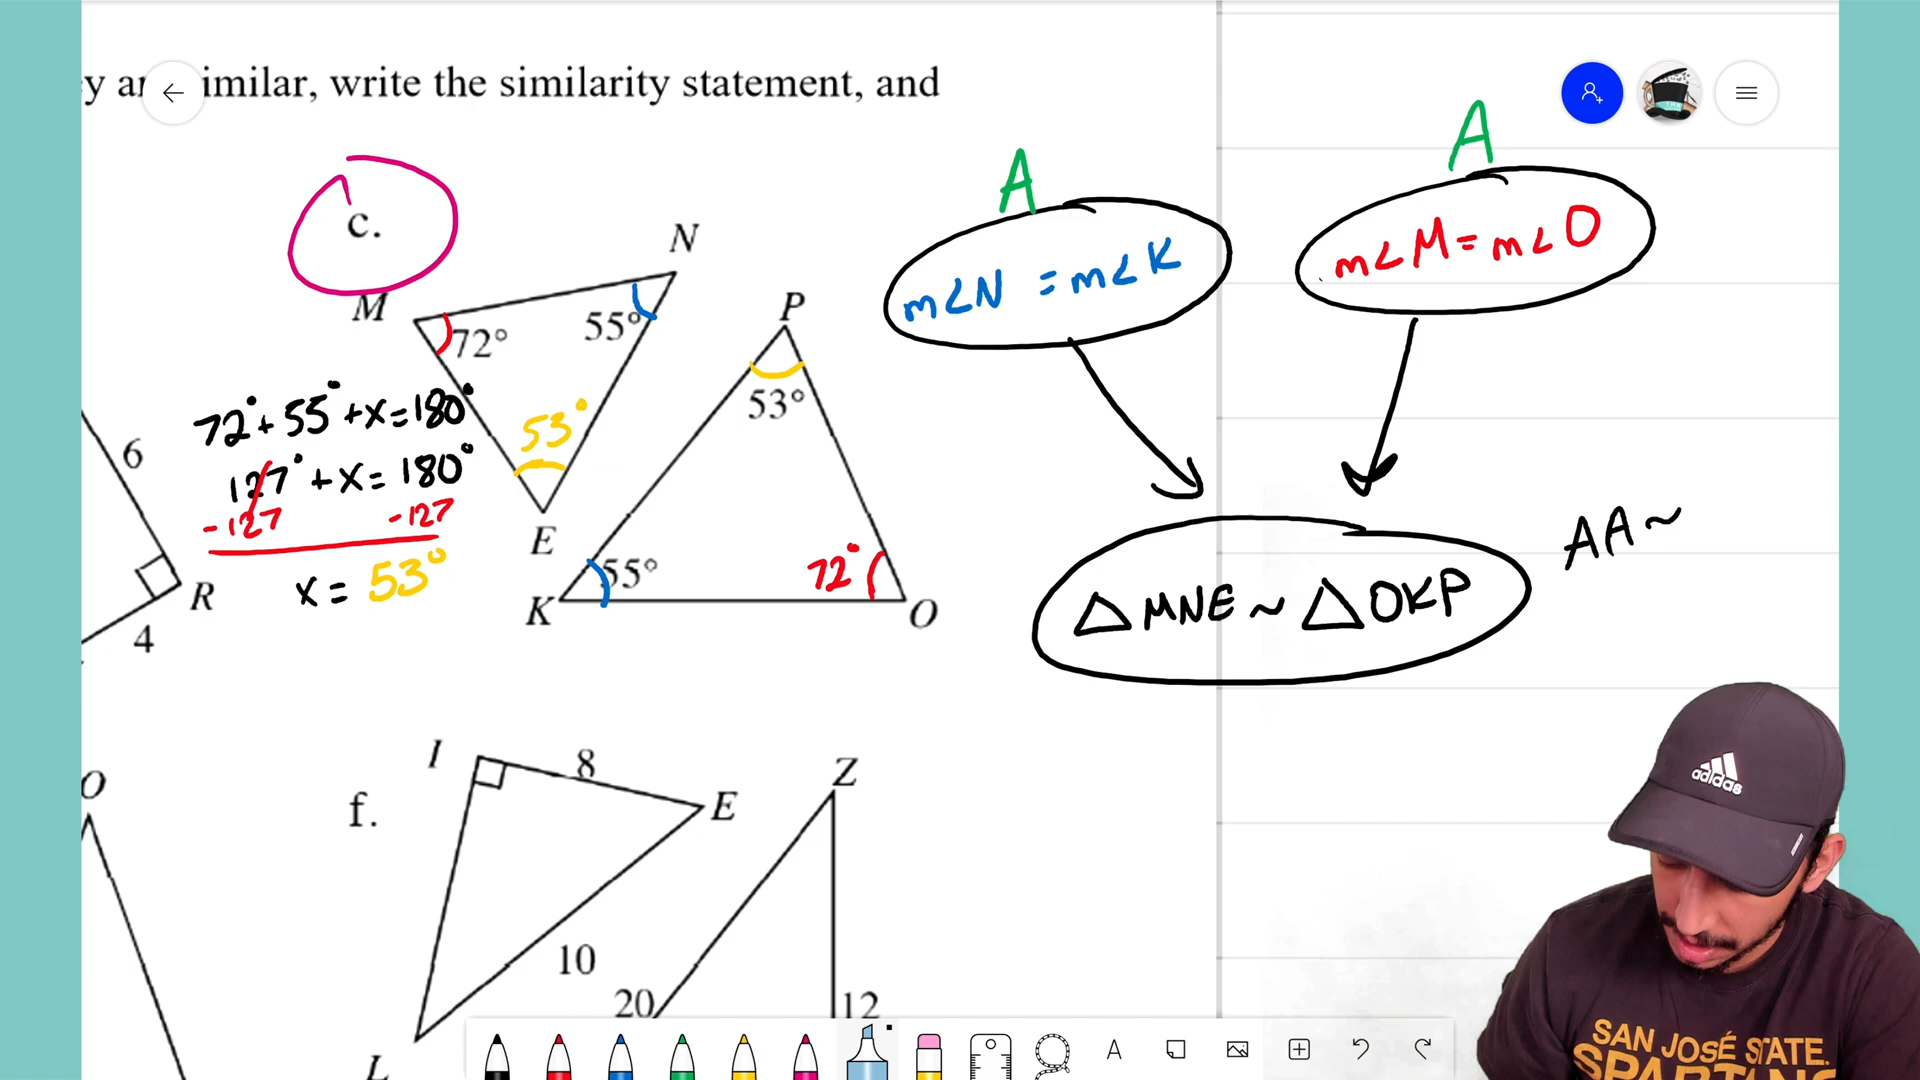 y ar imilar, write the similarity statement, and
c.
M
N
72°
55°
P
53°
53°
E
K
55°
72°
O
72° + 55° + x = 180°
127° + x = 180°
-127 -127
x = 53°
6
R
4
A
m∠N = m∠K
A
m∠M = m∠O
△MNE ~ △OKP
AA~
O
f.
I
8
E
10
L
Z
20
12
A
adidas
SAN JOSÉ STATE.